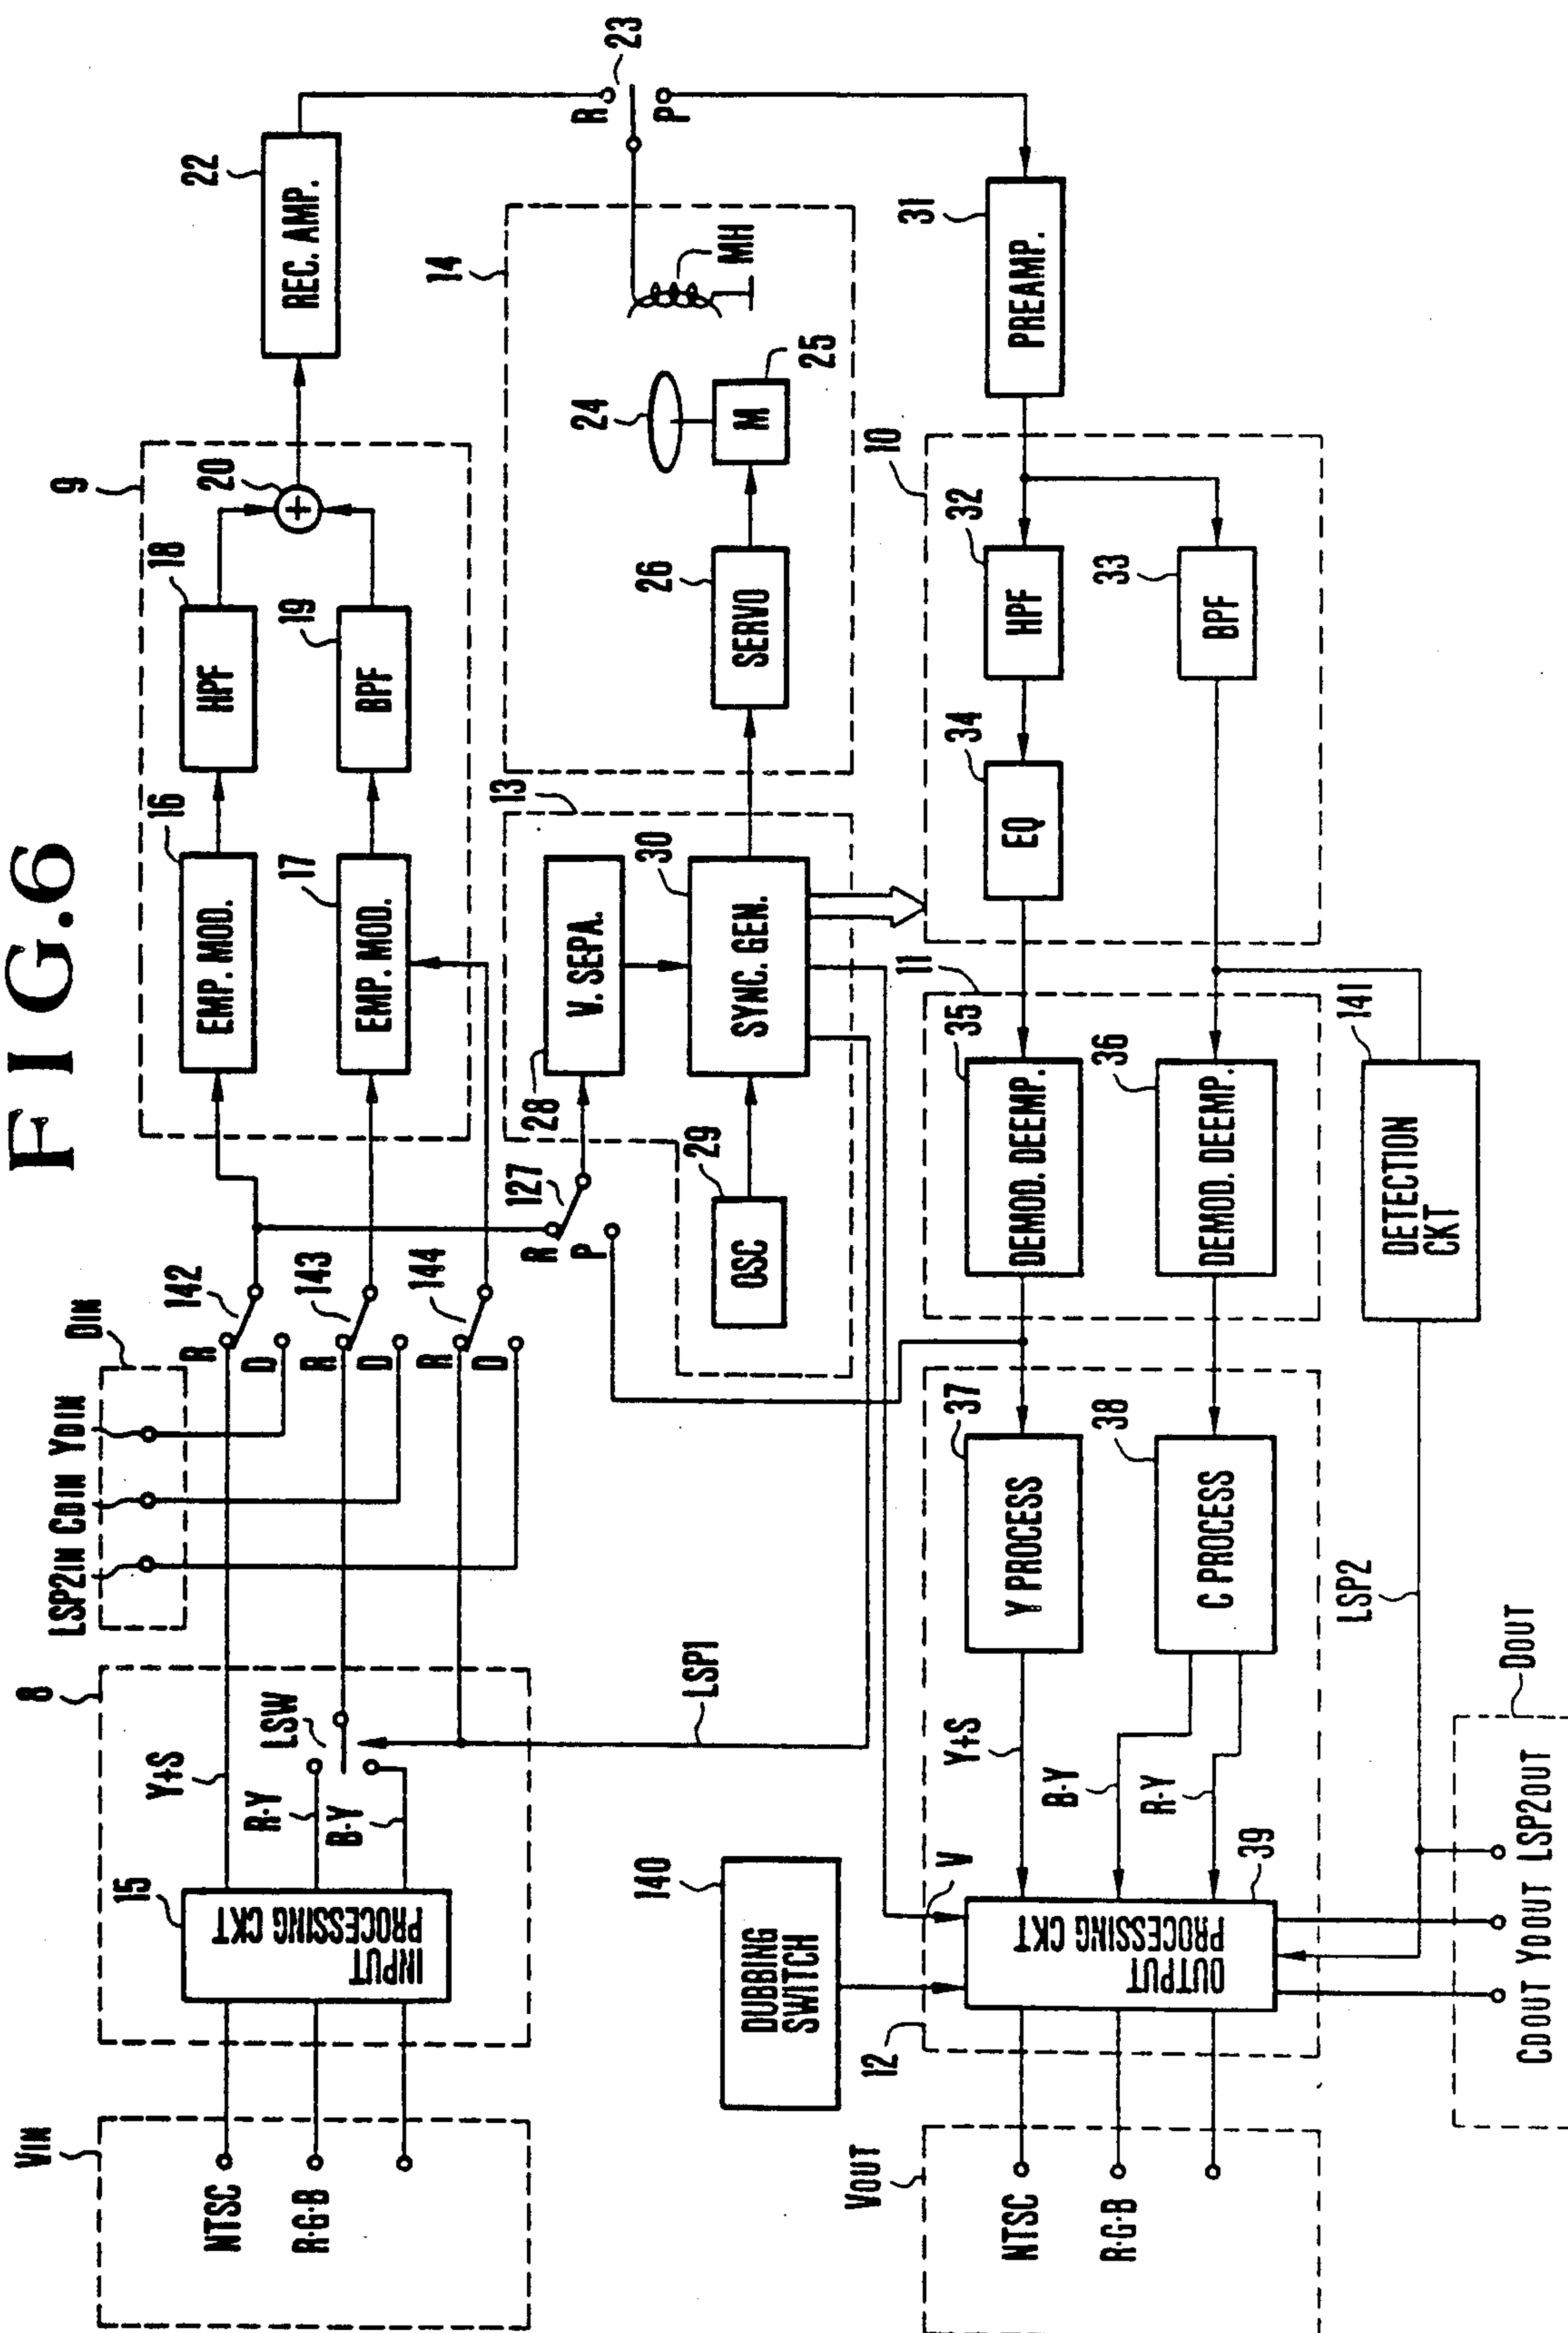 FIG.6
VIN
NTSC
R·G·B
8
15
INPUT
PROCESSING CKT
Y+S
R-Y
B-Y
LSW
LSP1
DIN
LSP2IN CDIN YDIN
142
R
D
143
R
D
144
R
D
9
16
EMP. MOD.
17
EMP. MOD.
18
HPF
19
BPF
20
+
22
REC. AMP.
23
R
P
127
R
P
13
28
V. SEPA.
29
OSC
30
SYNC. GEN.
14
26
SERVO
24
25
M
MH
140
DUBBING
SWITCH
VOUT
NTSC
R·G·B
12
V
39
OUTPUT
PROCESSING CKT
Y+S
B-Y
R-Y
37
Y PROCESS
38
C PROCESS
11
35
DEMOD. DEEMP.
36
DEMOD. DEEMP.
10
34
EQ
32
HPF
33
BPF
31
PREAMP.
141
DETECTION
CKT
LSP2
DOUT
CDOUT YDOUT LSP2OUT